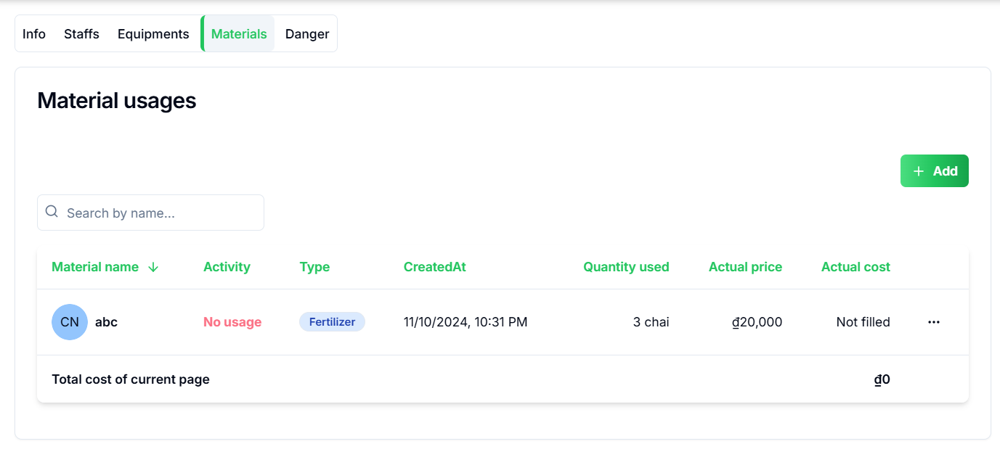 Info Staffs Equipments Materials Danger
Material usages
+ Add
Search by name...
Material name ↓ Activity Type CreatedAt Quantity used Actual price Actual cost
CN abc No usage Fertilizer 11/10/2024, 10:31 PM 3 chai ₫20,000 Not filled ...
Total cost of current page ₫0